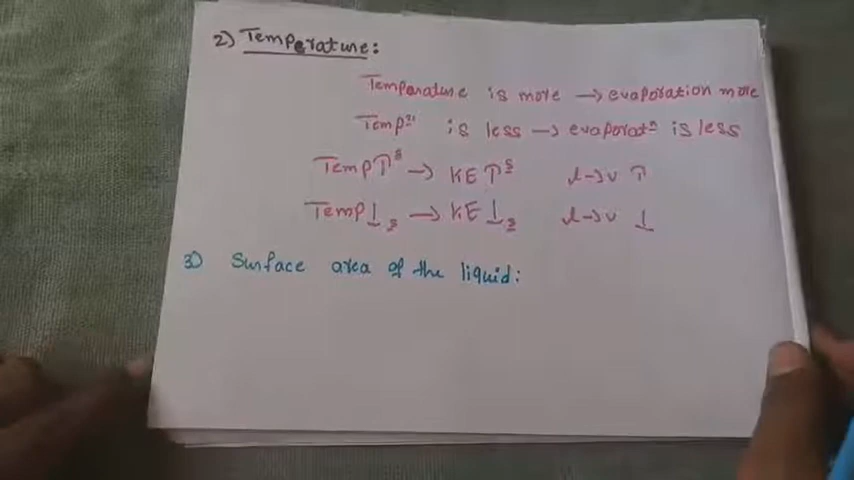 2) Temperature:
Temperature is more → evaporation more
Temp is less → evaporatn is less
Temp↑s → KE↑s l→v ↑
Temp↓s → KE↓s l→v ↓
3) Surface area of the liquid: